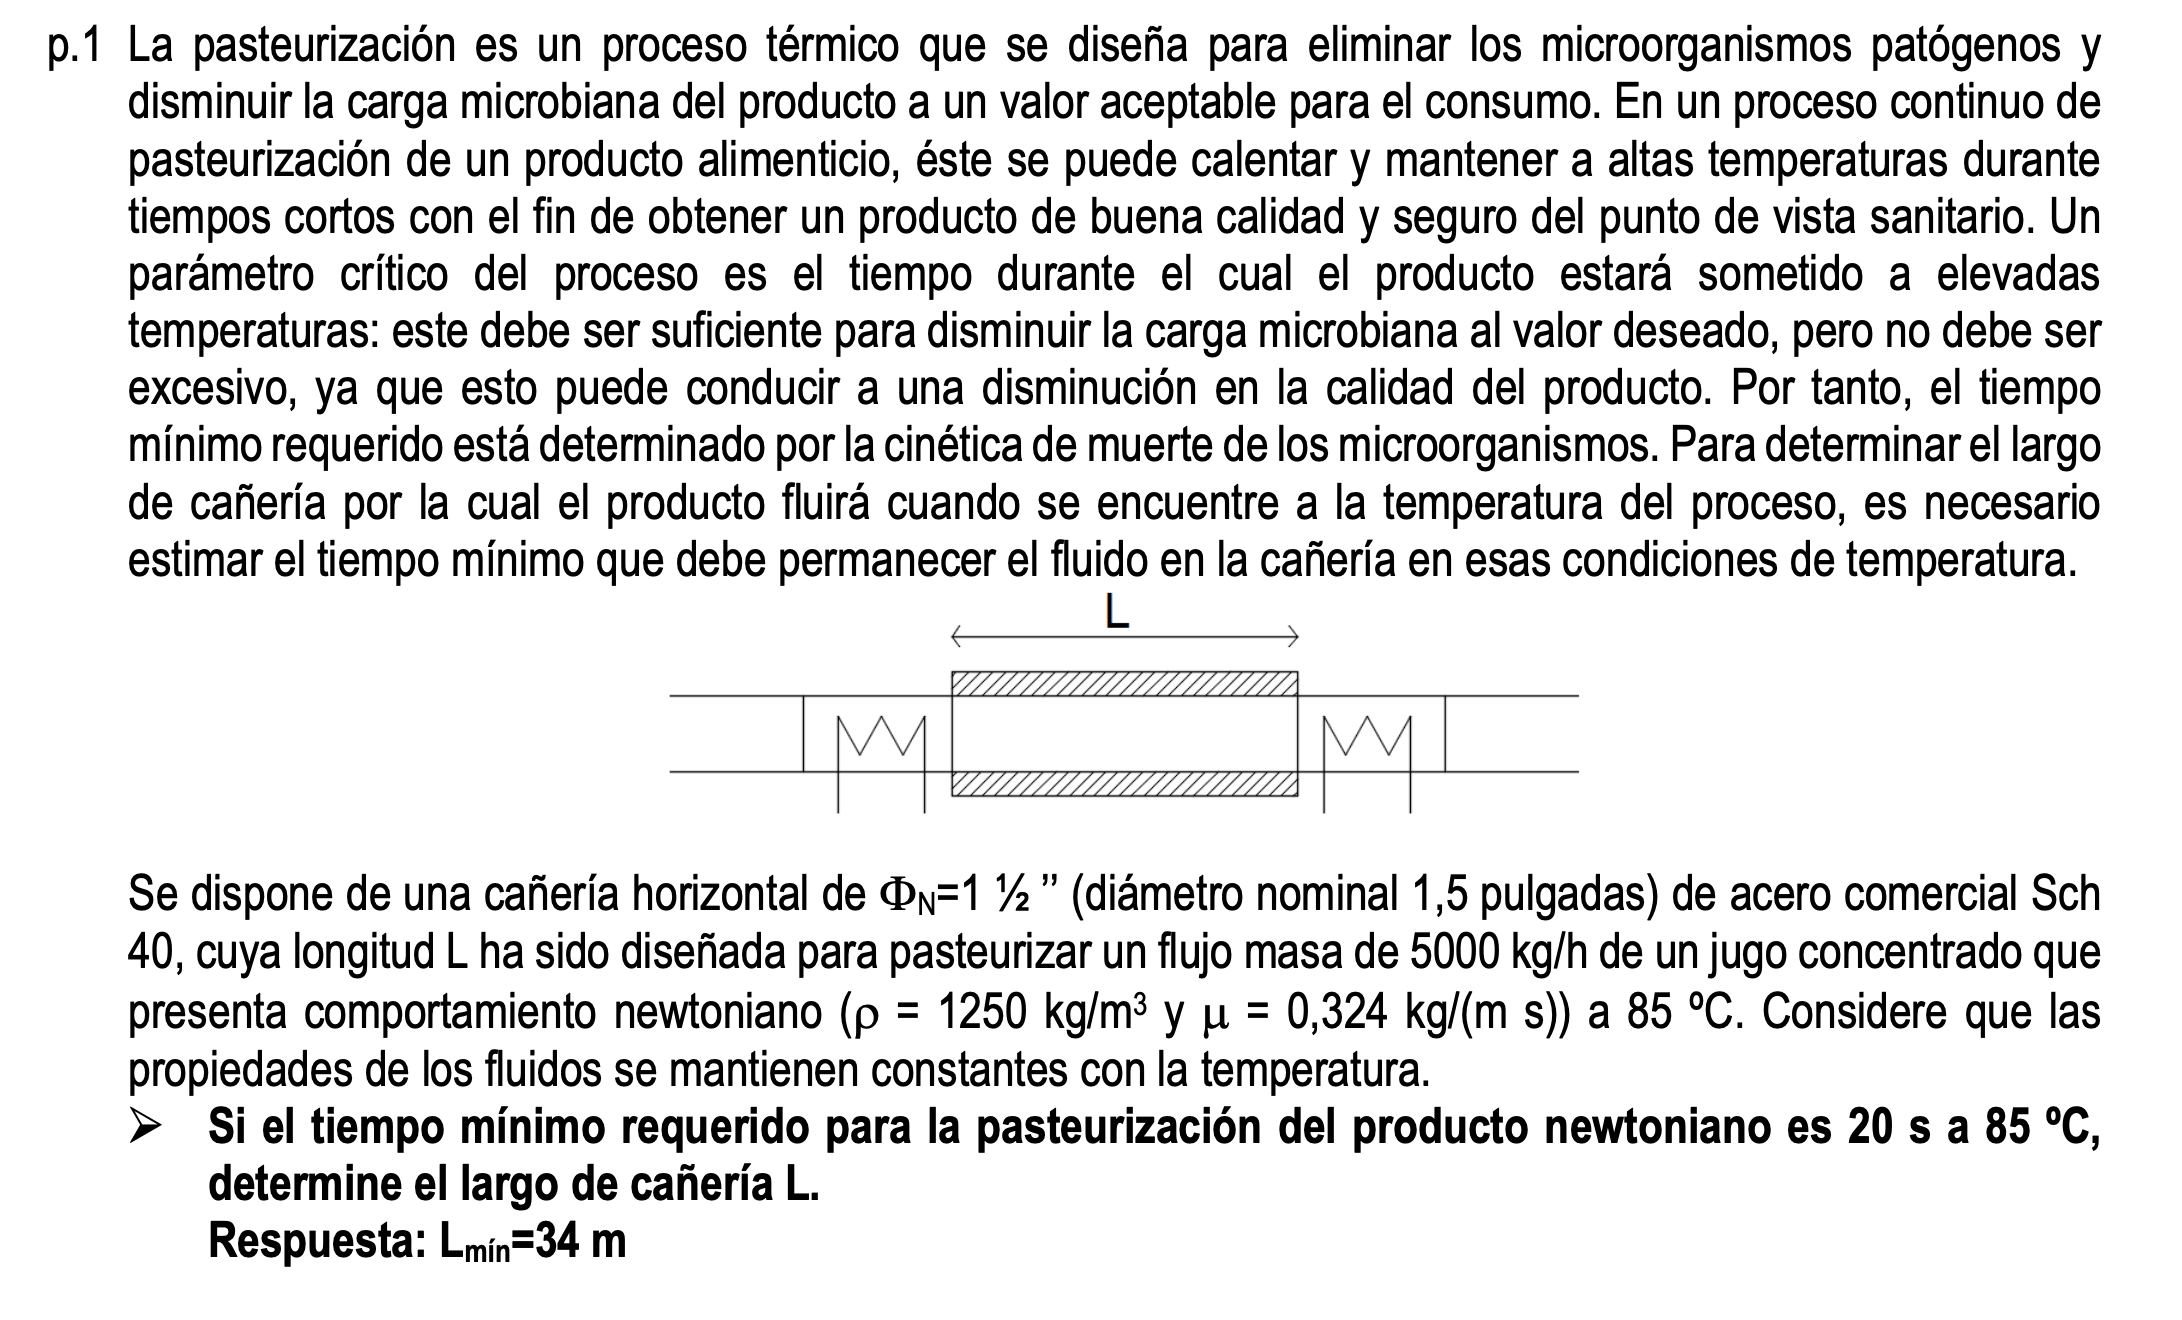 p.1 La pasteurización es un proceso térmico que se diseña para eliminar los microorganismos patógenos y
disminuir la carga microbiana del producto a un valor aceptable para el consumo. En un proceso continuo de
pasteurización de un producto alimenticio, éste se puede calentar y mantener a altas temperaturas durante
tiempos cortos con el fin de obtener un producto de buena calidad y seguro del punto de vista sanitario. Un
parámetro crítico del proceso es el tiempo durante el cual el producto estará sometido a elevadas
temperaturas: este debe ser suficiente para disminuir la carga microbiana al valor deseado, pero no debe ser
excesivo, ya que esto puede conducir a una disminución en la calidad del producto. Por tanto, el tiempo
mínimo requerido está determinado por la cinética de muerte de los microorganismos. Para determinar el largo
de cañería por la cual el producto fluirá cuando se encuentre a la temperatura del proceso, es necesario
estimar el tiempo mínimo que debe permanecer el fluido en la cañería en esas condiciones de temperatura.
L
Se dispone de una cañería horizontal de ΦN=1 ½ ” (diámetro nominal 1,5 pulgadas) de acero comercial Sch
40, cuya longitud L ha sido diseñada para pasteurizar un flujo masa de 5000 kg/h de un jugo concentrado que
presenta comportamiento newtoniano (ρ = 1250 kg/m³ y μ = 0,324 kg/(m s)) a 85 ºC. Considere que las
propiedades de los fluidos se mantienen constantes con la temperatura.
➢ Si el tiempo mínimo requerido para la pasteurización del producto newtoniano es 20 s a 85 ºC,
determine el largo de cañería L.
Respuesta: Lmín=34 m